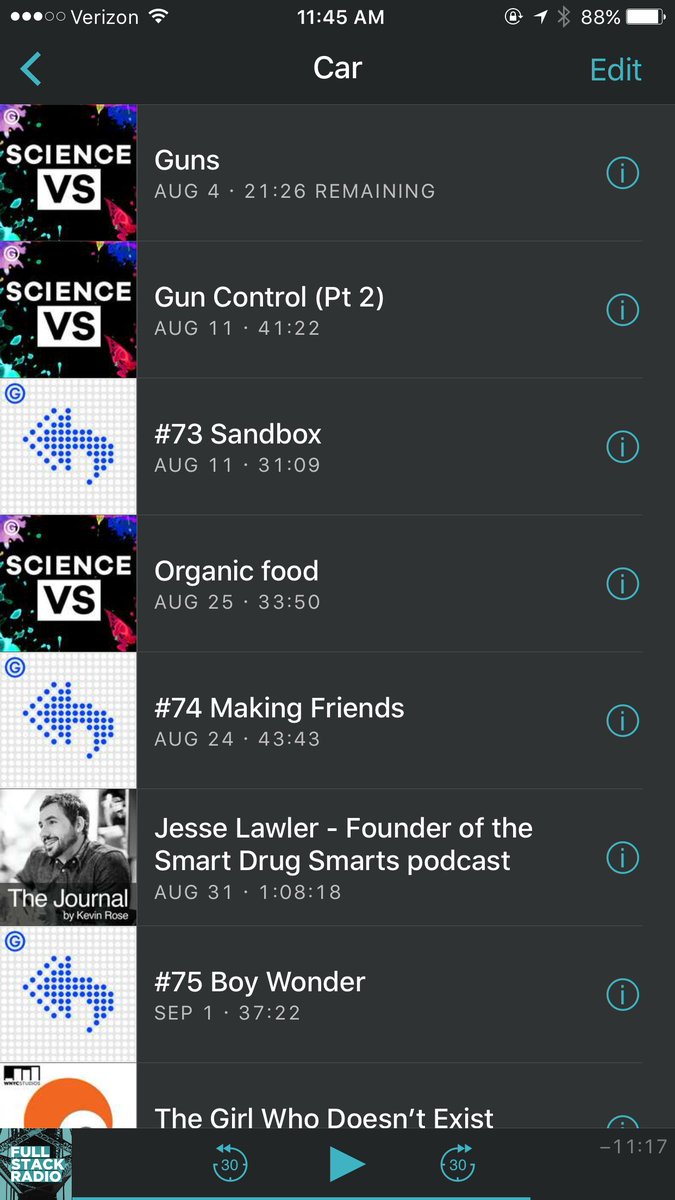 Verizon 11:45 AM 88%
Car Edit
G
SCIENCE
VS
Guns
AUG 4 · 21:26 REMAINING
G
SCIENCE
VS
Gun Control (Pt 2)
AUG 11 · 41:22
G
#73 Sandbox
AUG 11 · 31:09
G
SCIENCE
VS
Organic food
AUG 25 · 33:50
G
#74 Making Friends
AUG 24 · 43:43
The Journal
by Kevin Rose
Jesse Lawler - Founder of the
Smart Drug Smarts podcast
AUG 31 · 1:08:18
G
#75 Boy Wonder
SEP 1 · 37:22
WNYC STUDIOS
The Girl Who Doesn’t Exist
FULL
STACK
RADIO
30
30
−11:17